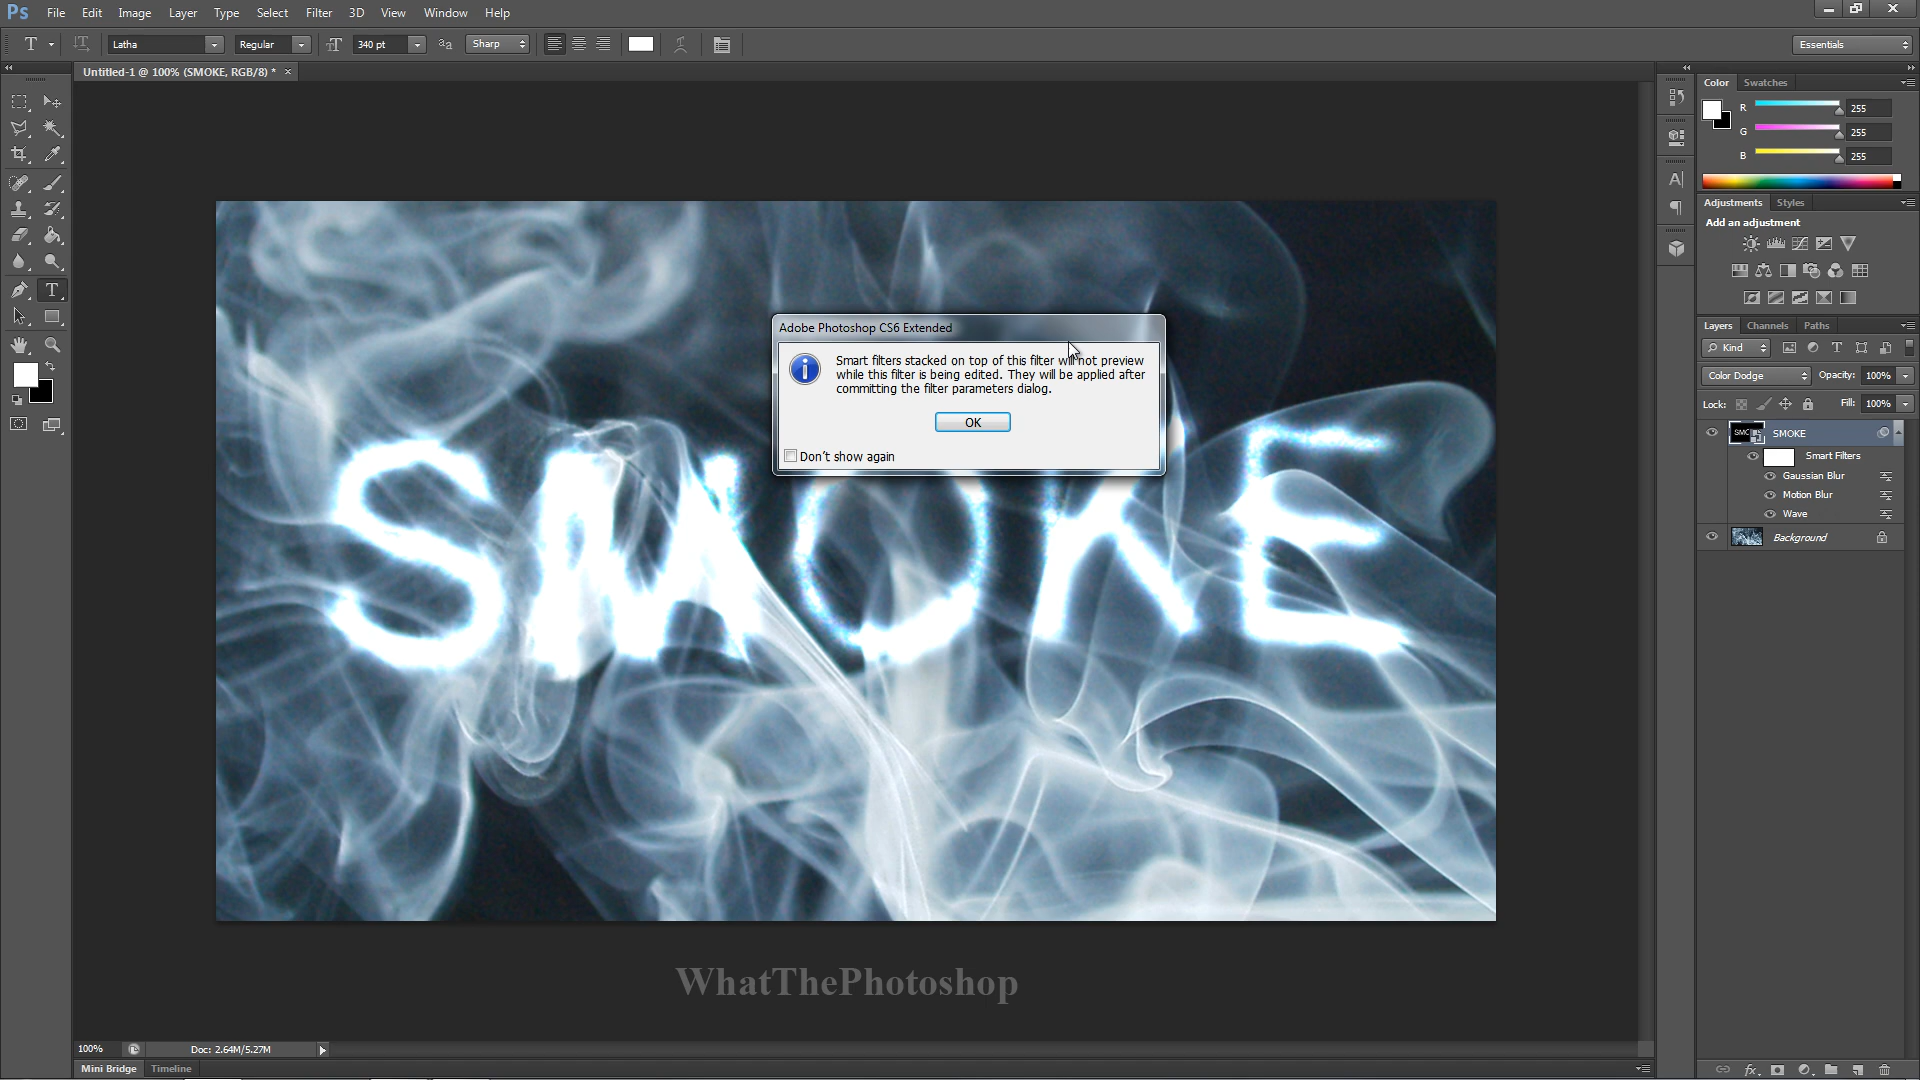 Ps File Edit Image Layer Type Select Filter 3D View Window Help
T Latha Regular 340 pt Sharp Essentials
Untitled-1 @ 100% (SMOKE, RGB/8) * ×
Color Swatches
R 255
G 255
B 255
Adjustments Styles
Add an adjustment
Layers Channels Paths
Kind
Color Dodge Opacity: 100%
Lock: Fill: 100%
SMOKE
Smart Filters
Gaussian Blur
Motion Blur
Wave
Background
Adobe Photoshop CS6 Extended
Smart filters stacked on top of this filter will not preview
while this filter is being edited. They will be applied after
committing the filter parameters dialog.
OK
Don't show again
SMOKE
WhatThePhotoshop
100% Doc: 2.64M/5.27M
Mini Bridge Timeline